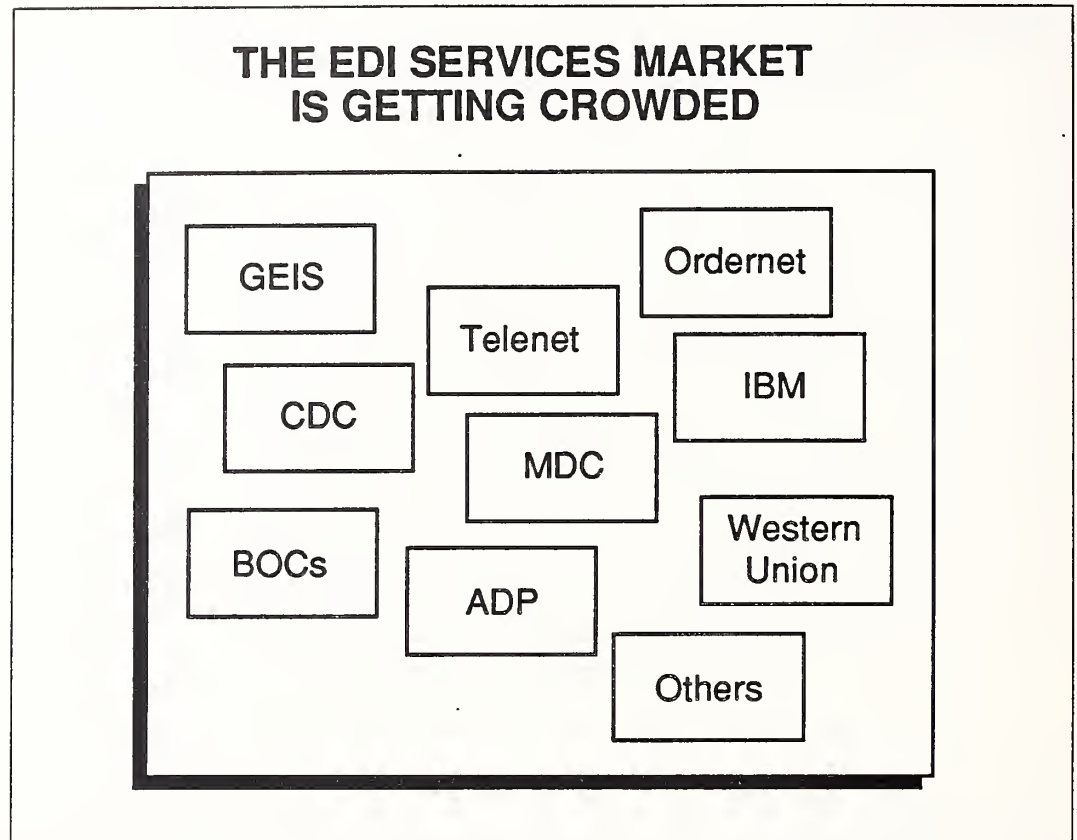 THE EDI SERVICES MARKET
IS GETTING CROWDED
GEIS
Ordernet
Telenet
IBM
CDC
MDC
Western
Union
BOCs
ADP
Others